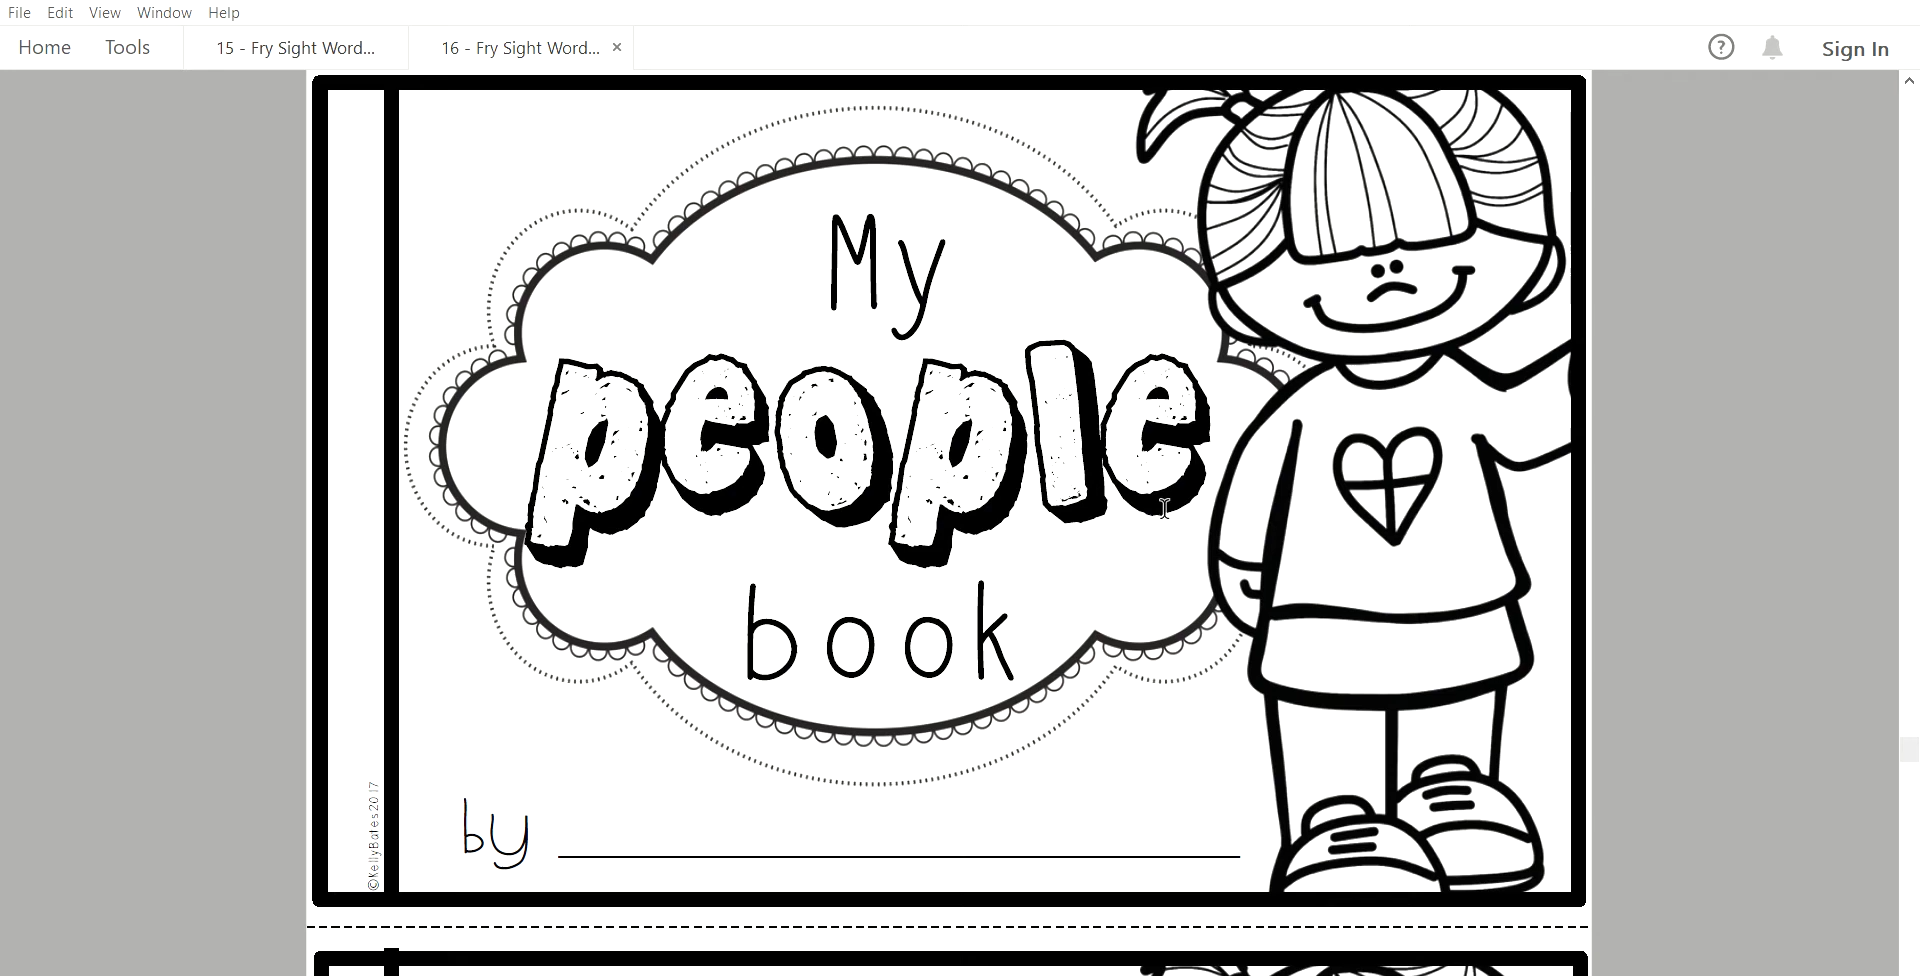 File Edit View Window Help
Home Tools 15 - Fry Sight Word... 16 - Fry Sight Word... × ? Sign In
My
people
book
by
©KellyBates2017